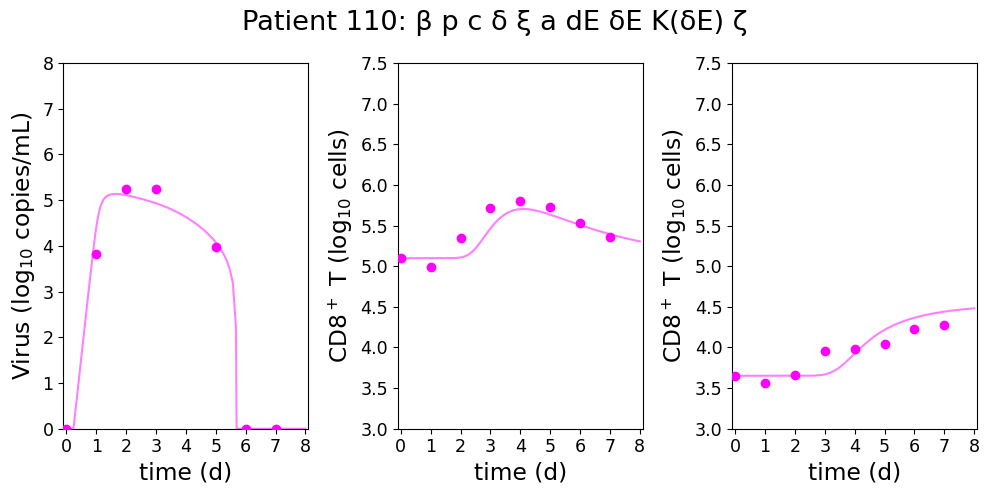 Patient 110: β p c δ ξ a dE δE K(δE) ζ
Virus (log₁₀ copies/mL)
8
7
6
5
4
3
2
1
0
0 1 2 3 4 5 6 7 8
time (d)
CD8⁺ T (log₁₀ cells)
7.5
7.0
6.5
6.0
5.5
5.0
4.5
4.0
3.5
3.0
0 1 2 3 4 5 6 7 8
time (d)
CD8⁺ T (log₁₀ cells)
7.5
7.0
6.5
6.0
5.5
5.0
4.5
4.0
3.5
3.0
0 1 2 3 4 5 6 7 8
time (d)